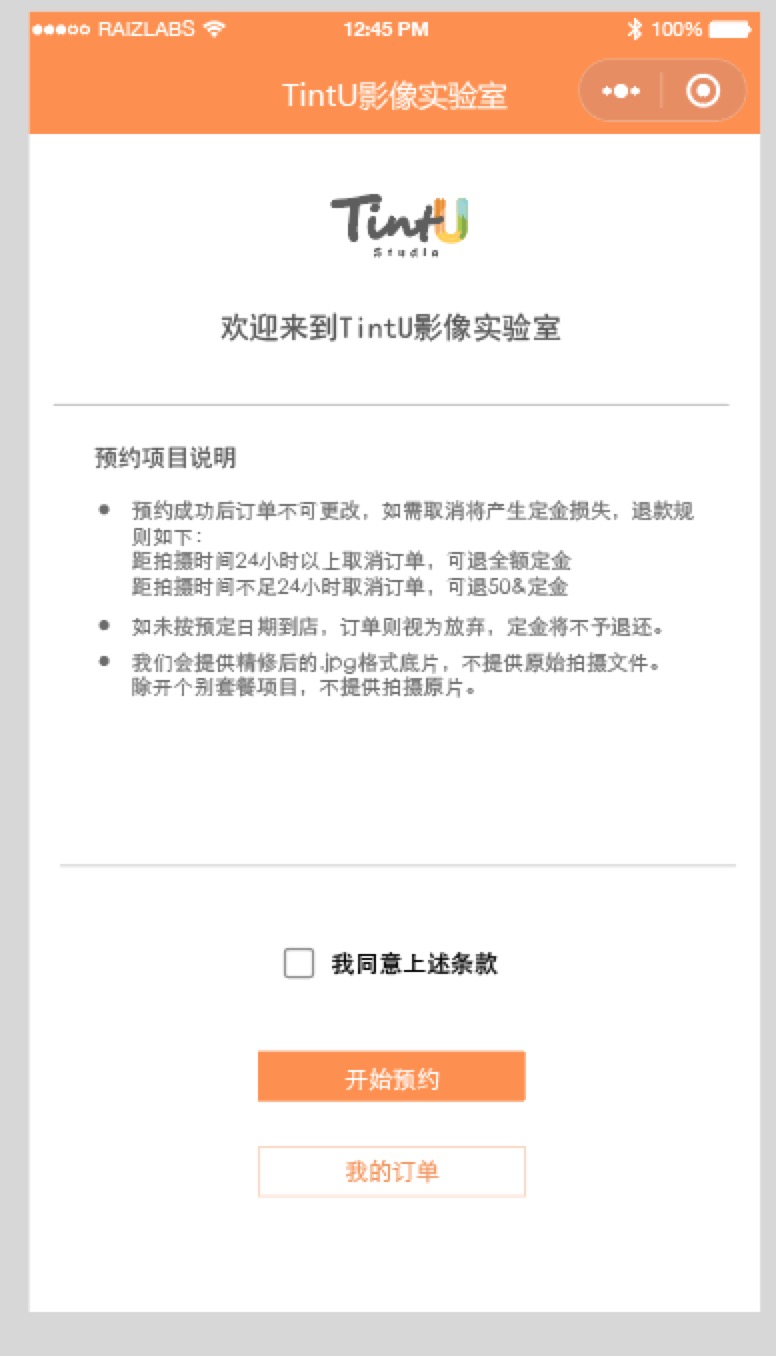 RAIZLABS 12:45 PM 100%
TintU影像实验室
TintU
Studio
欢迎来到TintU影像实验室
预约项目说明
预约成功后订单不可更改，如需取消将产生定金损失，退款规
则如下：
距拍摄时间24小时以上取消订单，可退全额定金
距拍摄时间不足24小时取消订单，可退50&定金
如未按预定日期到店，订单则视为放弃，定金将不予退还。
我们会提供精修后的.jpg格式底片，不提供原始拍摄文件。
除开个别套餐项目，不提供拍摄原片。
我同意上述条款
开始预约
我的订单